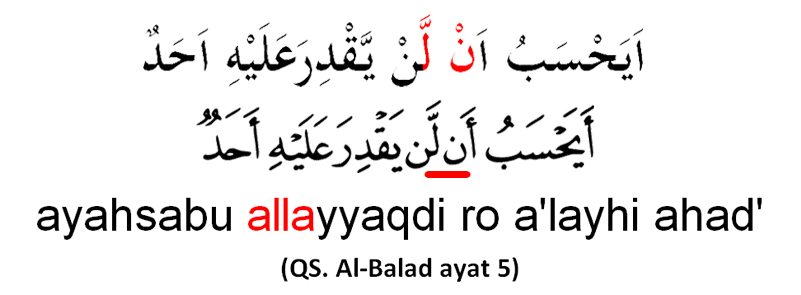 اَيَحْسَبُ اَنْ لَّنْ يَّقْدِرَ عَلَيْهِ اَحَدٌ
أَيَحْسَبُ أَن لَّن يَقْدِرَ عَلَيْهِ أَحَدٌ
ayahsabu allayyaqdi ro a'layhi ahad'
(QS. Al-Balad ayat 5)